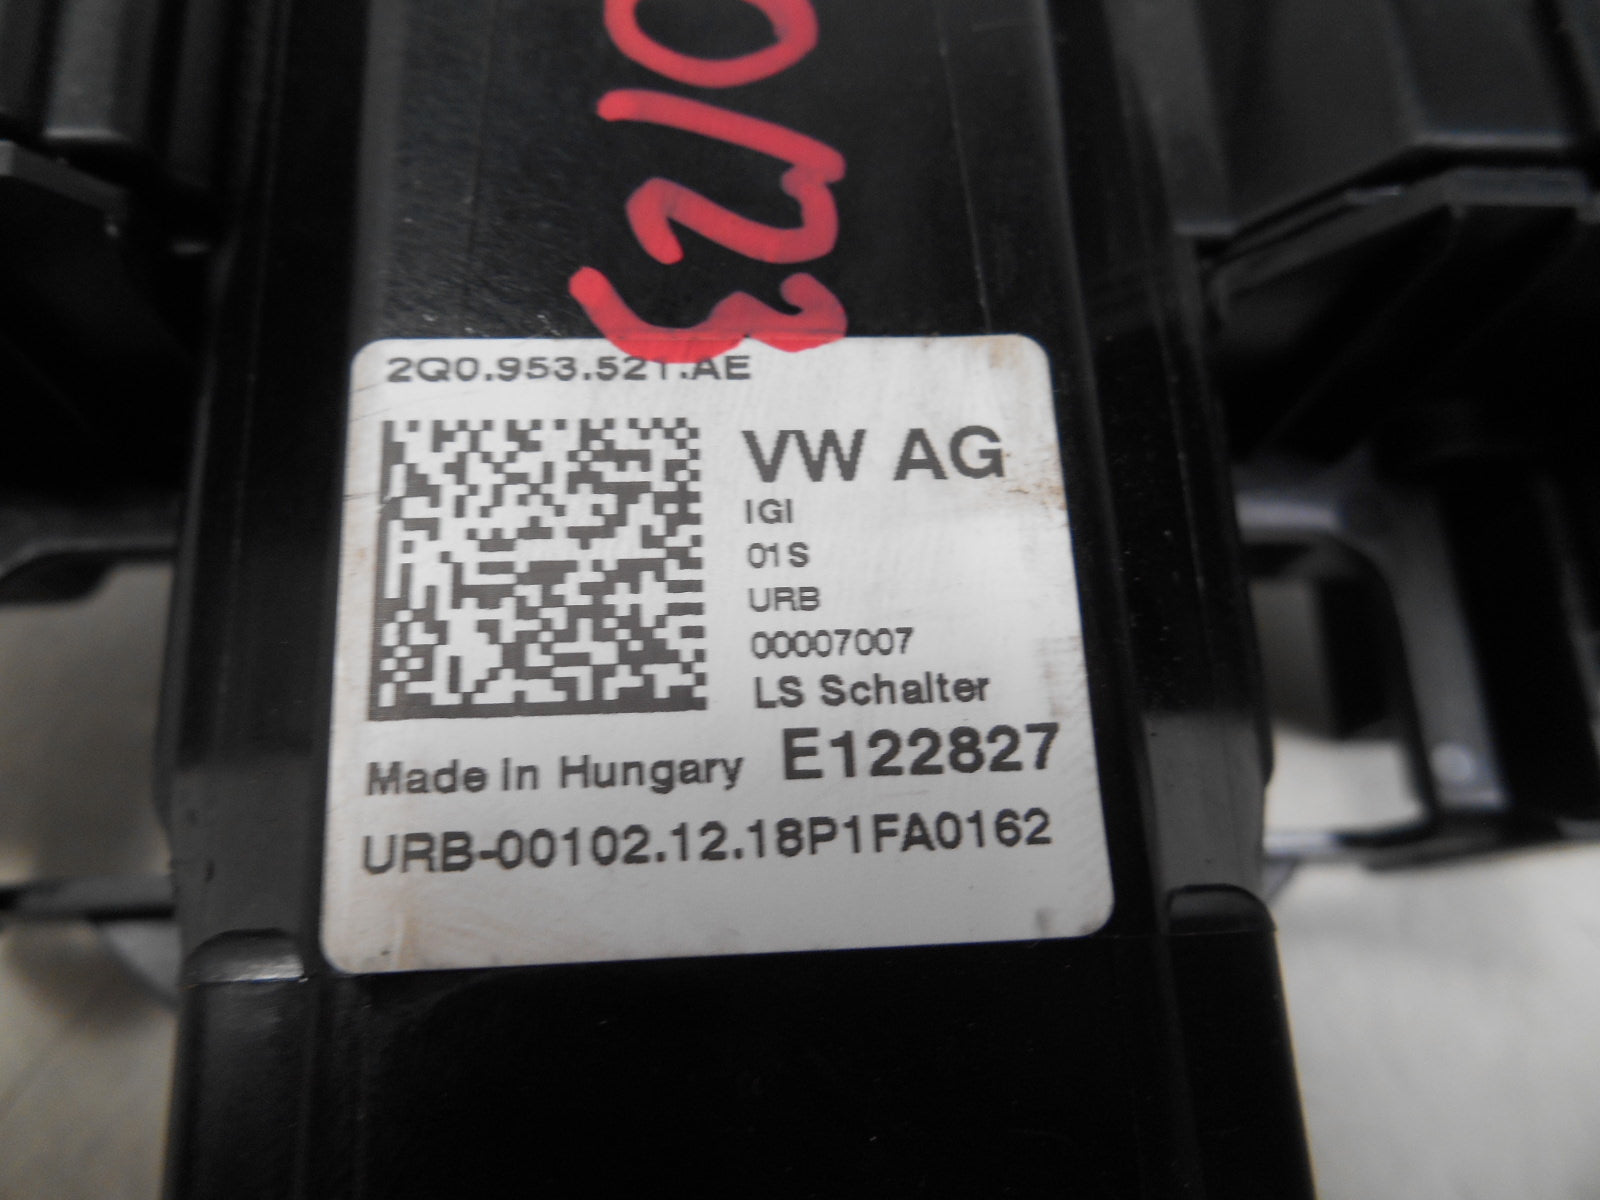 2Q0.953.521.AE
VW AG
IGI
01S
URB
00007007
LS Schalter
Made in Hungary E122827
URB-00102.12.18P1FA0162